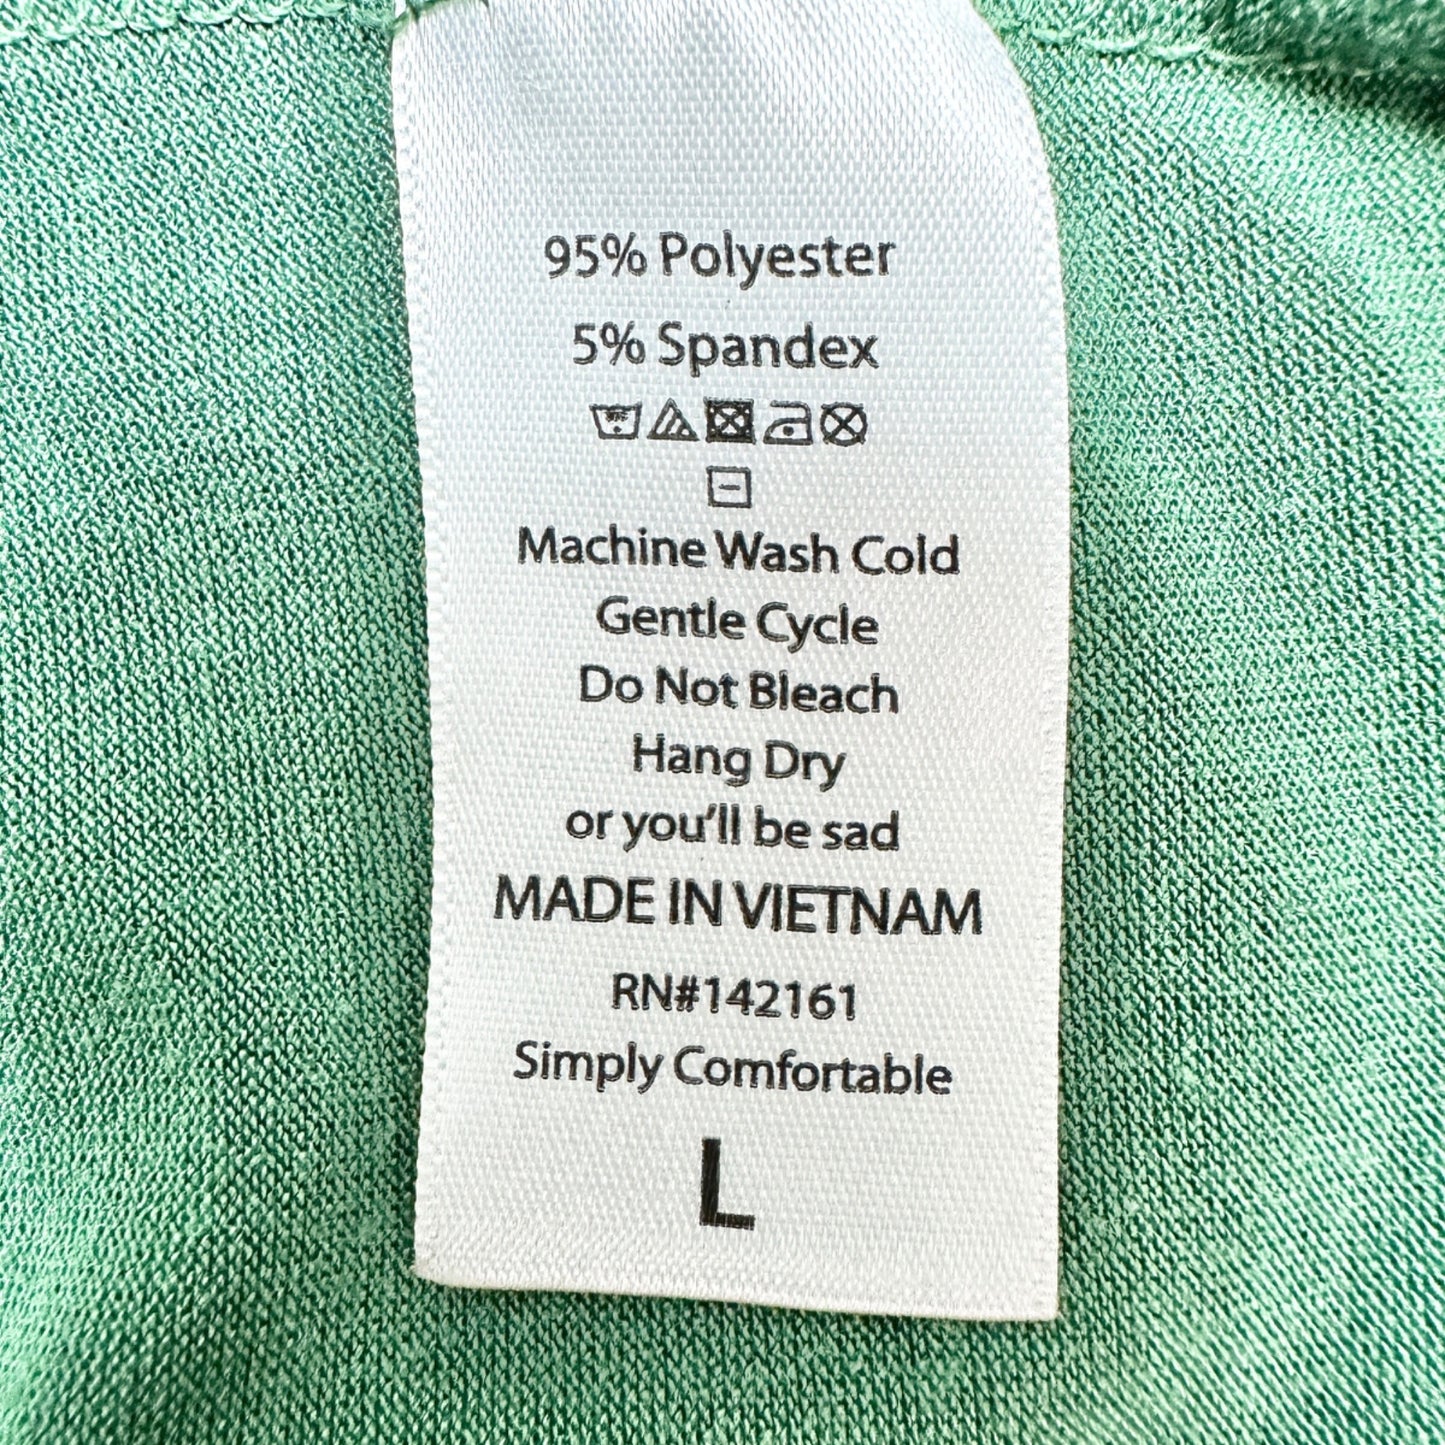 95% Polyester
5% Spandex
Machine Wash Cold
Gentle Cycle
Do Not Bleach
Hang Dry
or you'll be sad
MADE IN VIETNAM
RN#142161
Simply Comfortable
L